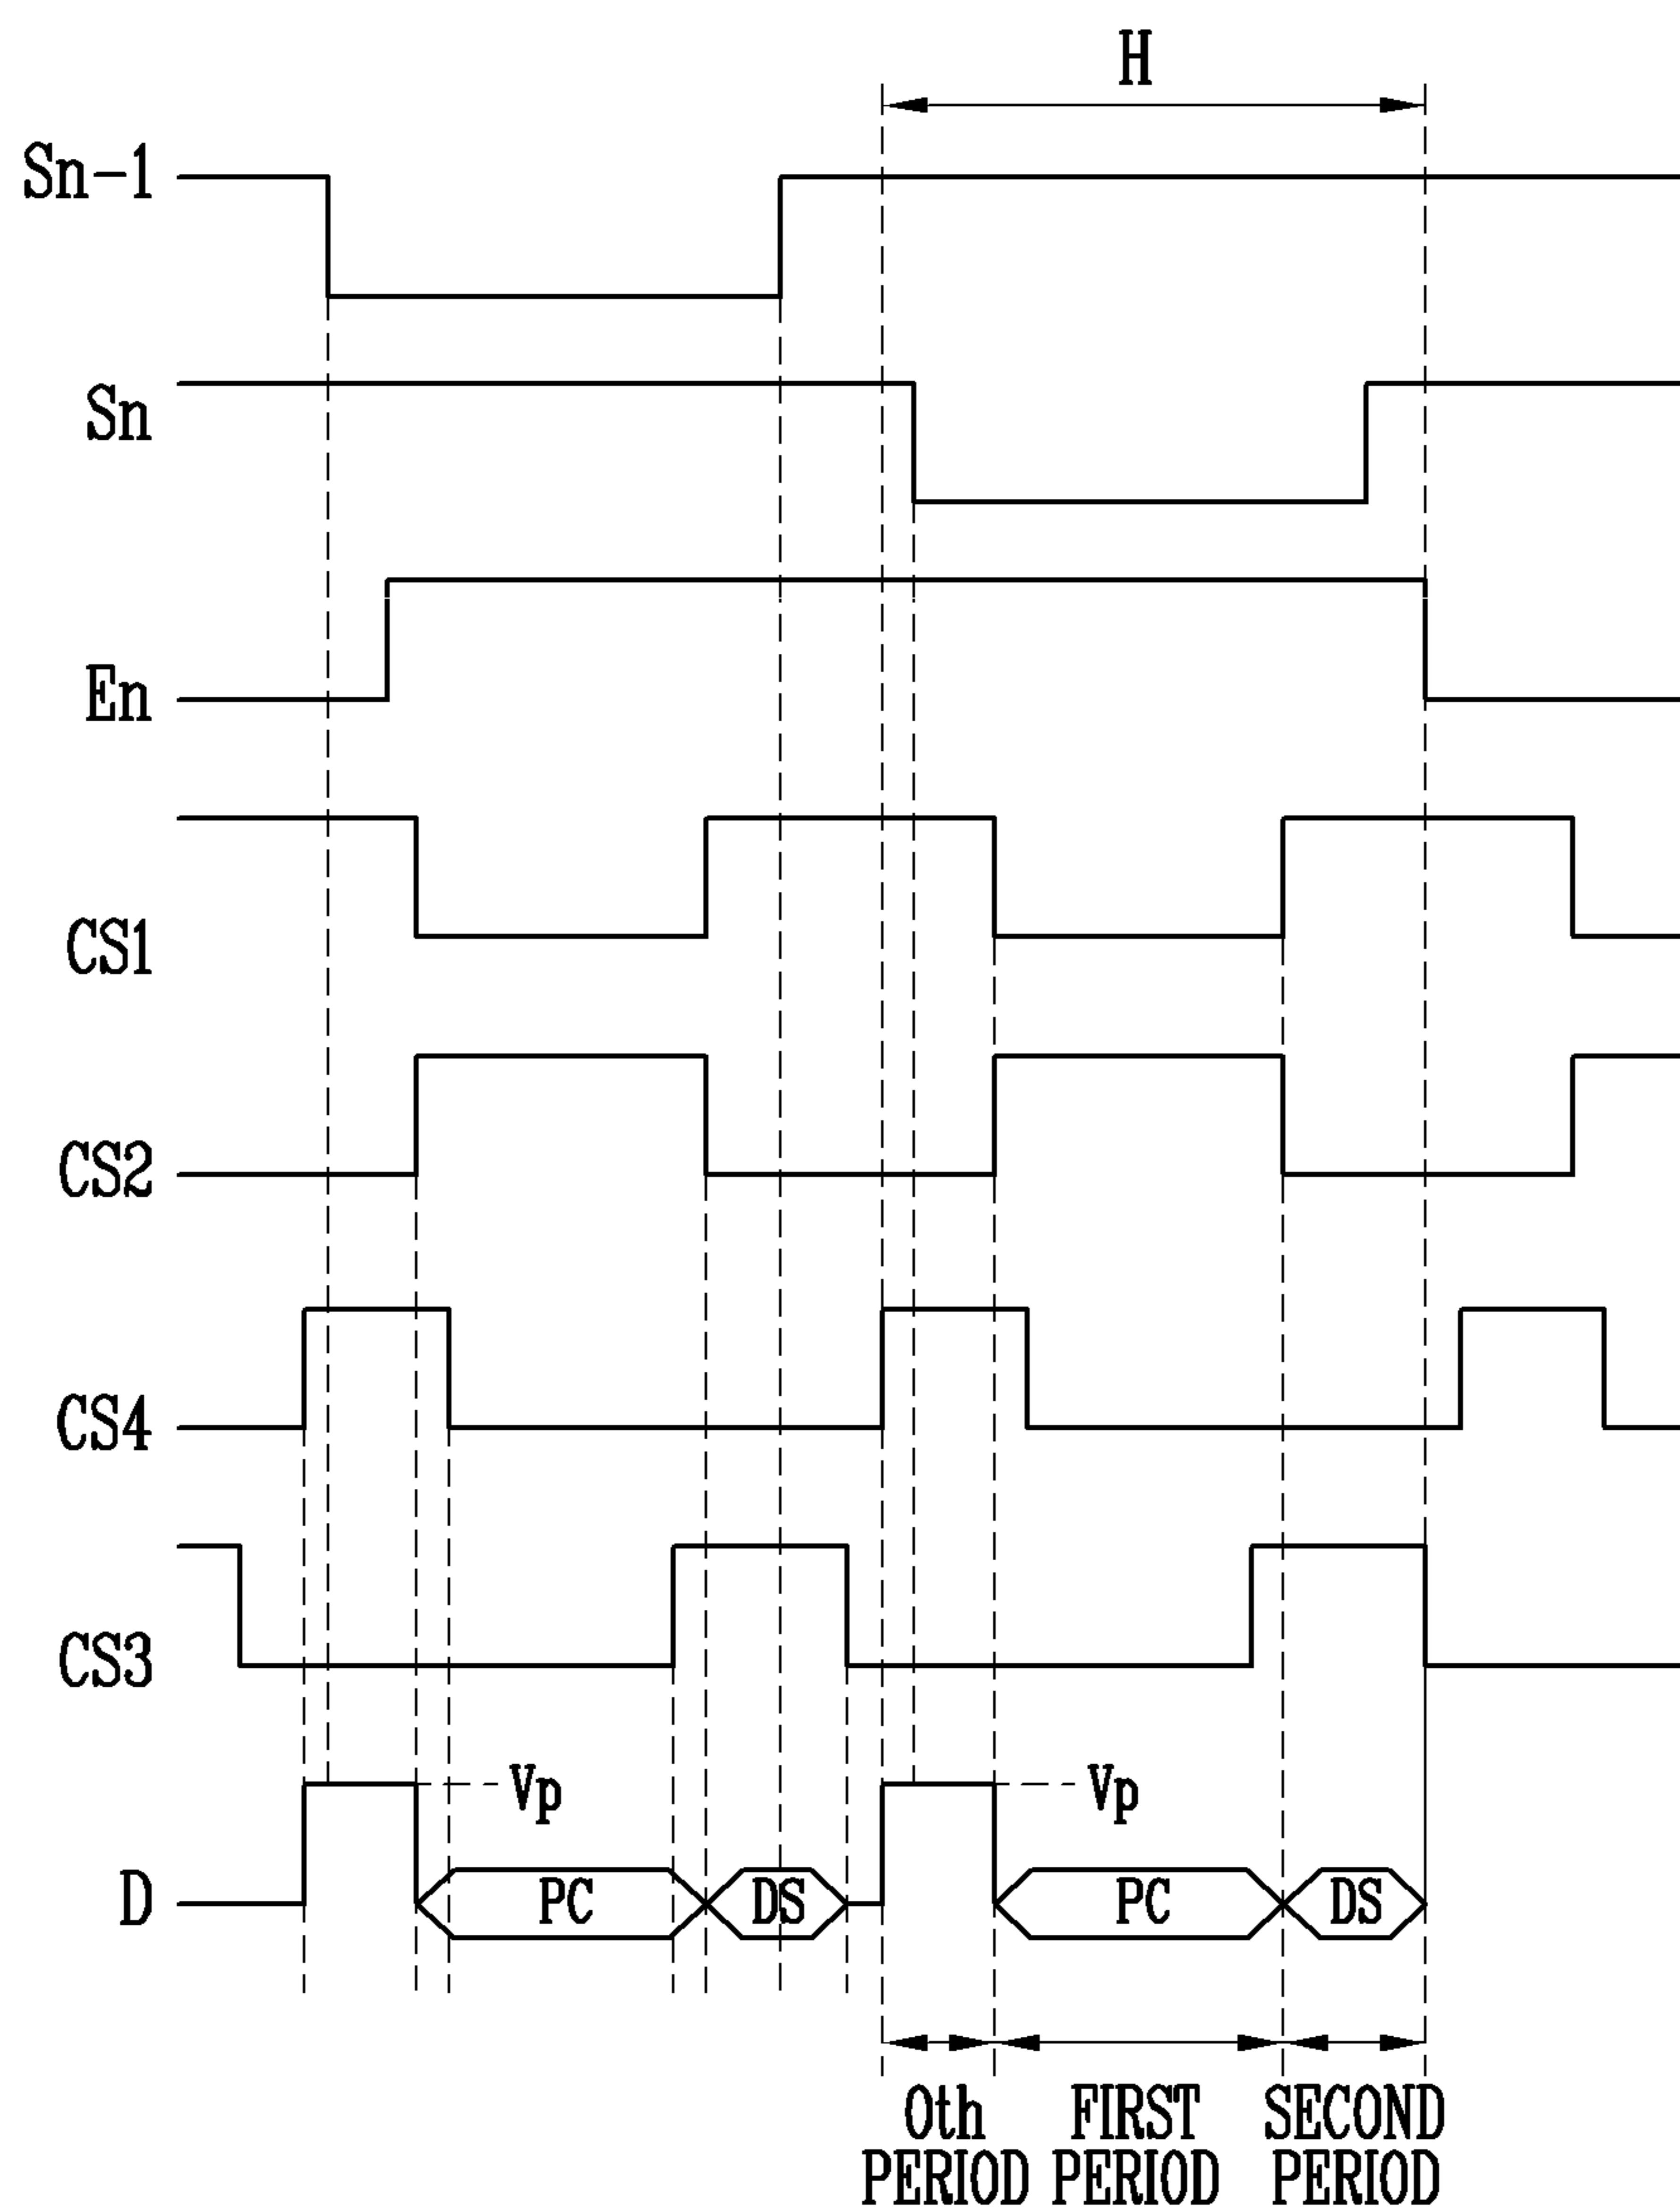 H
Sn-1
Sn
En
CS1
CS2
CS4
CS3
Vp
Vp
D
PC
DS
PC
DS
0th
PERIOD
FIRST
PERIOD
SECOND
PERIOD